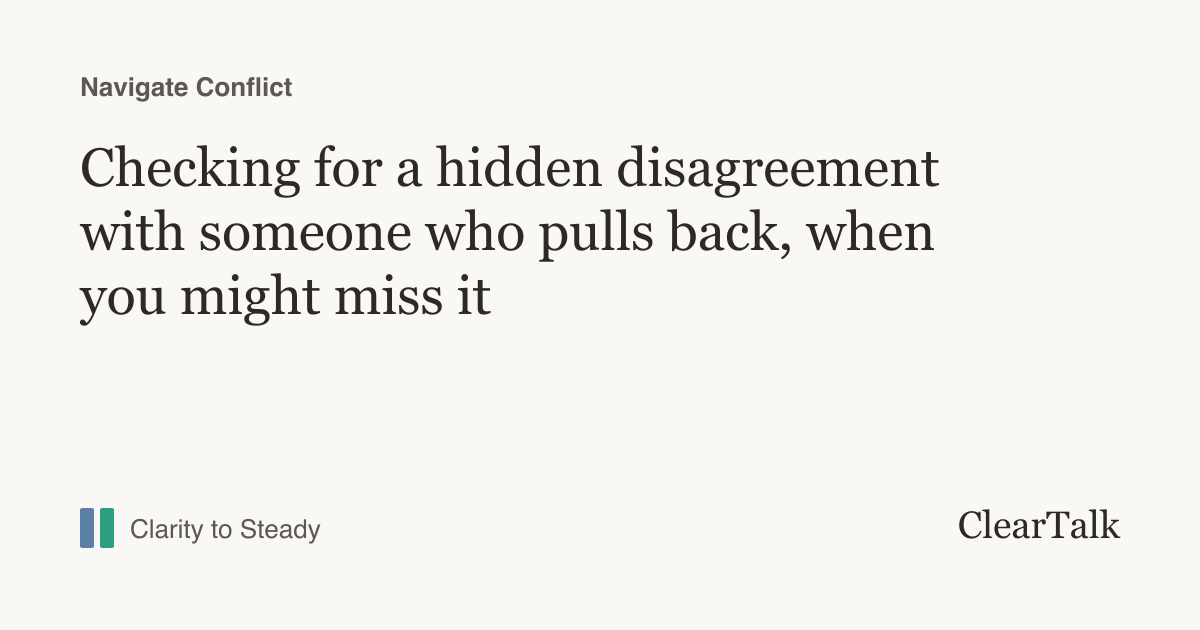 Navigate Conflict
Checking for a hidden disagreement
with someone who pulls back, when
you might miss it
Clarity to Steady
ClearTalk